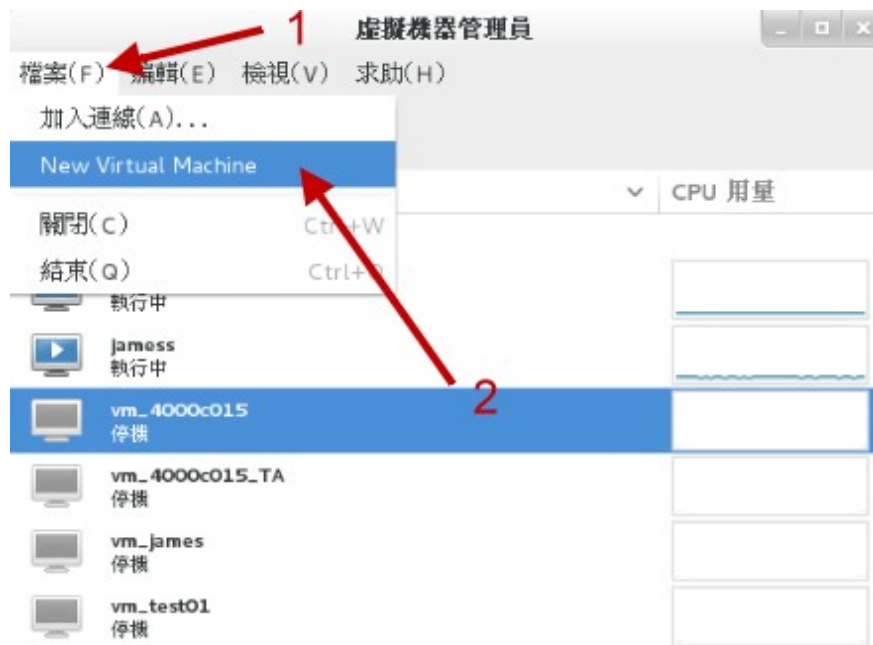 1
虛擬機器管理員
檔案(F) 編輯(E) 檢視(V) 求助(H)
加入連線(A)...
New Virtual Machine
CPU 用量
關閉(C) Ctrl+W
結束(Q) Ctrl+Q
執行中
jamess
執行中
2
vm_4000c015
停機
vm_4000c015_TA
停機
vm_james
停機
vm_test01
停機